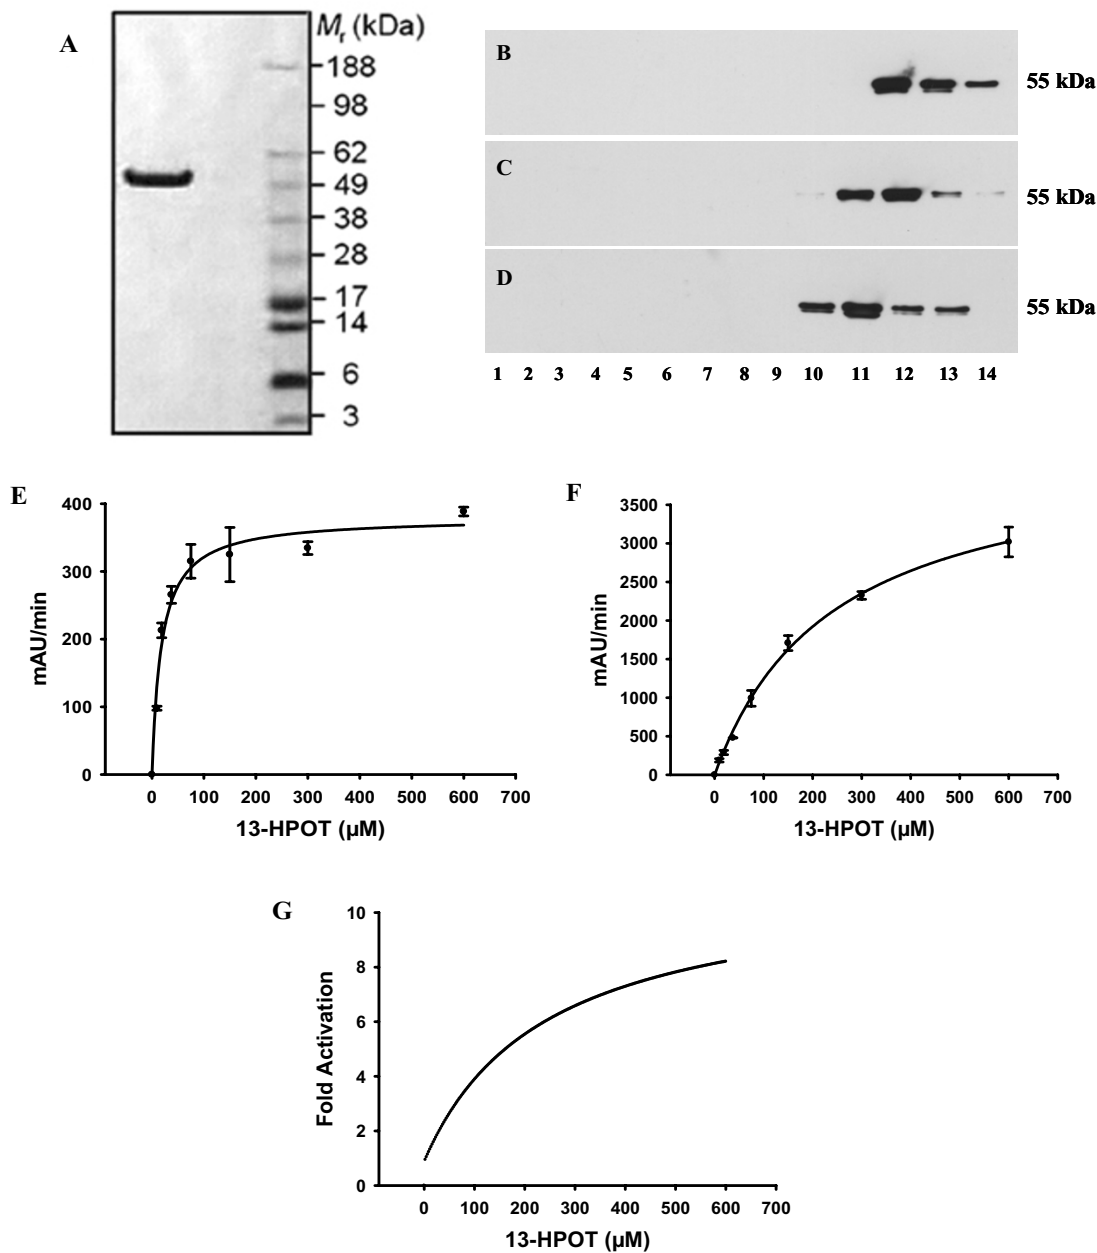 A
Mr (kDa)
188
98
62
49
38
28
17
14
6
3
B
55 kDa
C
55 kDa
D
55 kDa
1 2 3 4 5 6 7 8 9 10 11 12 13 14
E
400
300
200
100
0
mAU/min
0 100 200 300 400 500 600 700
13-HPOT (µM)
F
3500
3000
2500
2000
1500
1000
500
0
mAU/min
0 100 200 300 400 500 600 700
13-HPOT (µM)
G
10
8
6
4
2
0
Fold Activation
0 100 200 300 400 500 600 700
13-HPOT (µM)